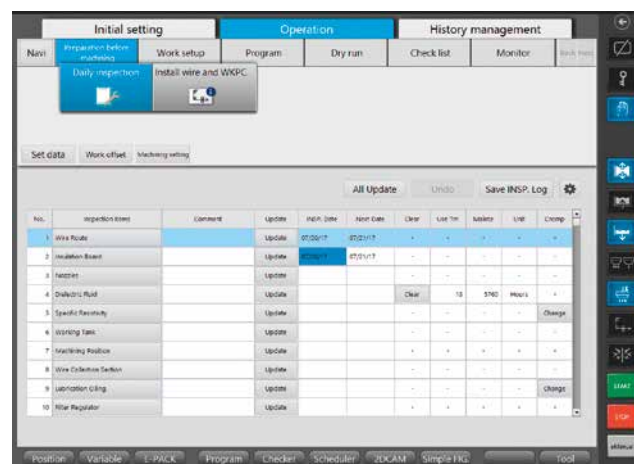 Initial setting Operation History management
Navi Preparation before machining Work setup Program Dry run Check list Monitor
Daily inspection Install wire and WKPC
Set data Work offset Machining setting
All Update Undo Save INSP. Log
No. Inspection items Comment Update INSP. Date Next Date Clear Use Tm Unit
1 Wire Route Update 07/20/17 07/21/17
2 Insulation Board Update 07/20/17 07/21/17
3 Nozzles Update
4 Dielectric Fluid Update Clear 13 5760 Hours
5 Specific Resistivity Update Change
6 Working Tank Update
7 Machining Position Update
8 Wire Collection Section Update
9 Lubrication Oiling Update Change
10 Filter Regulator Update
START
STOP
Position Variable E-PACK Program Checker Scheduler 2DCAM Simple HG Tool